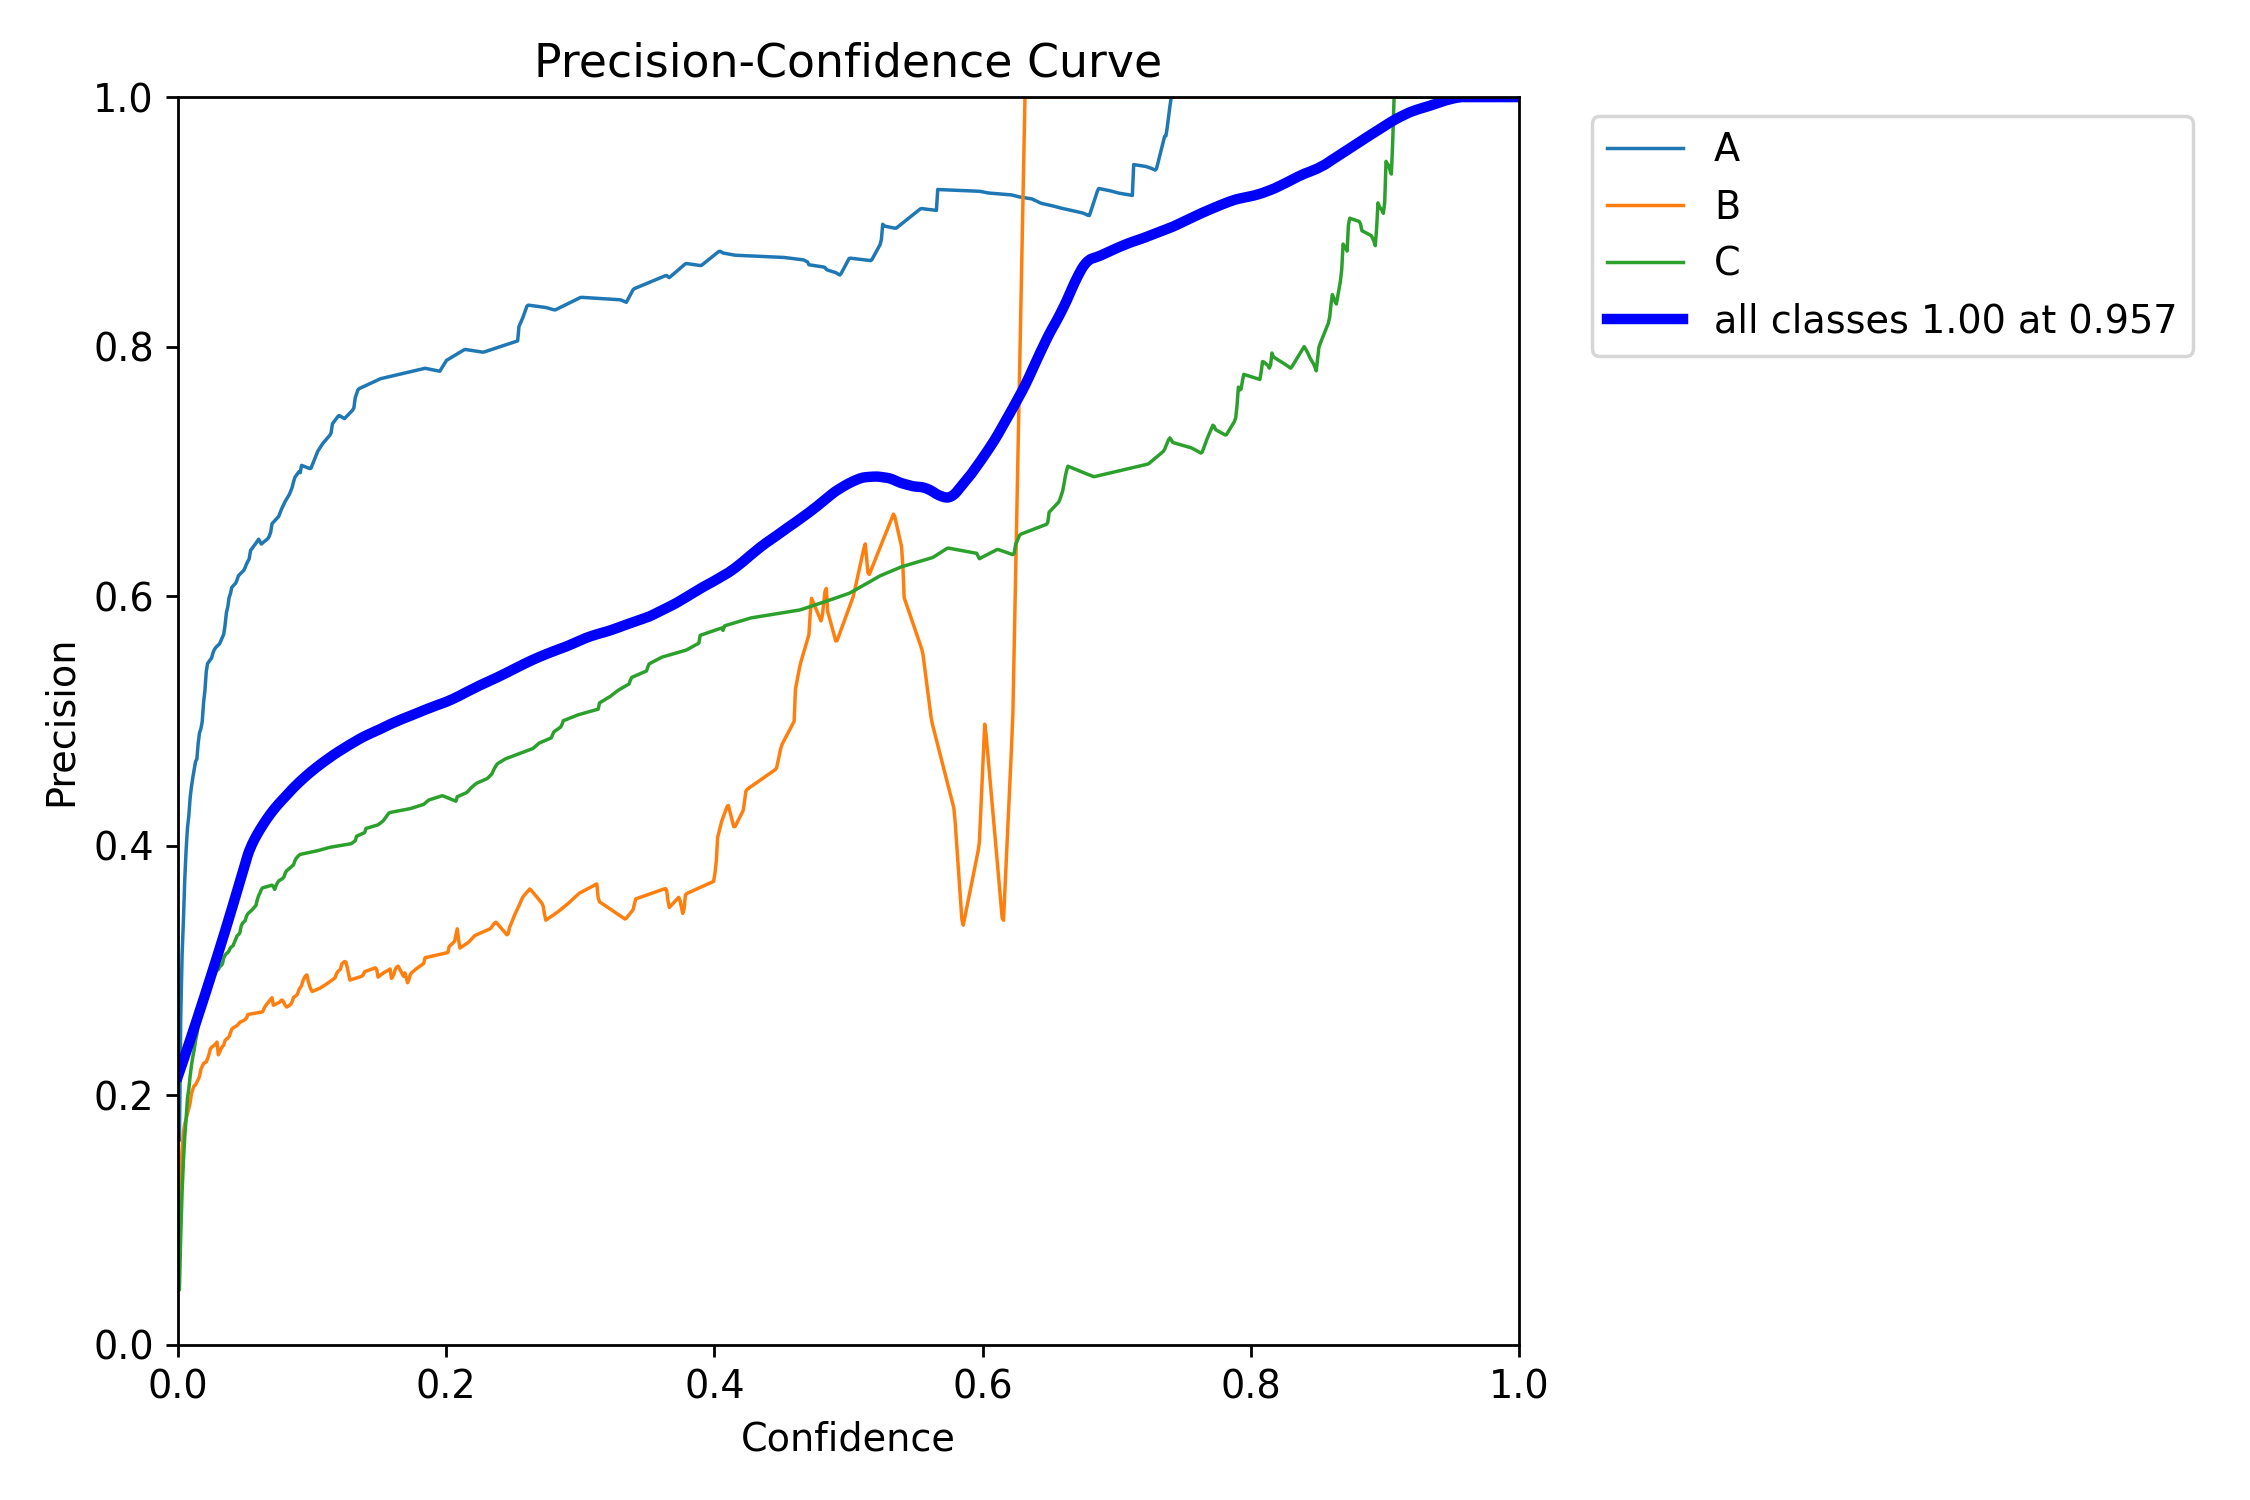 Precision-Confidence Curve
1.0
0.8
0.6
0.4
0.2
0.0
Precision
0.0 0.2 0.4 0.6 0.8 1.0
Confidence
A
B
C
all classes 1.00 at 0.957